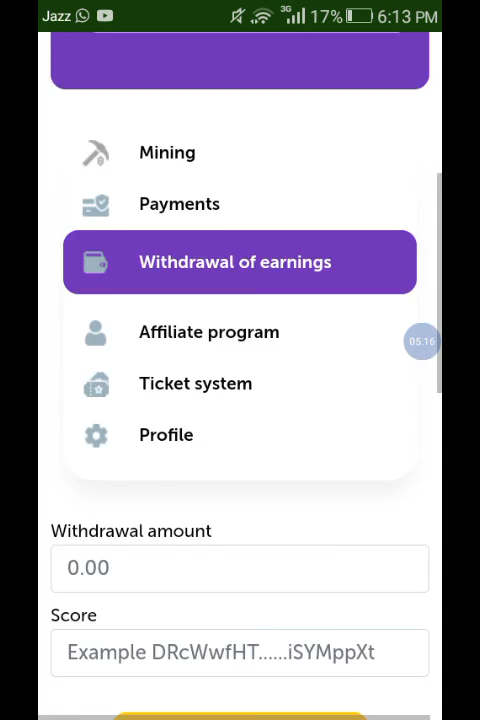 Jazz 3G 17% 6:13 PM
Mining
Payments
Withdrawal of earnings
Affiliate program
05:16
Ticket system
Profile
Withdrawal amount
0.00
Score
Example DRcWwfHT......iSYMppXt